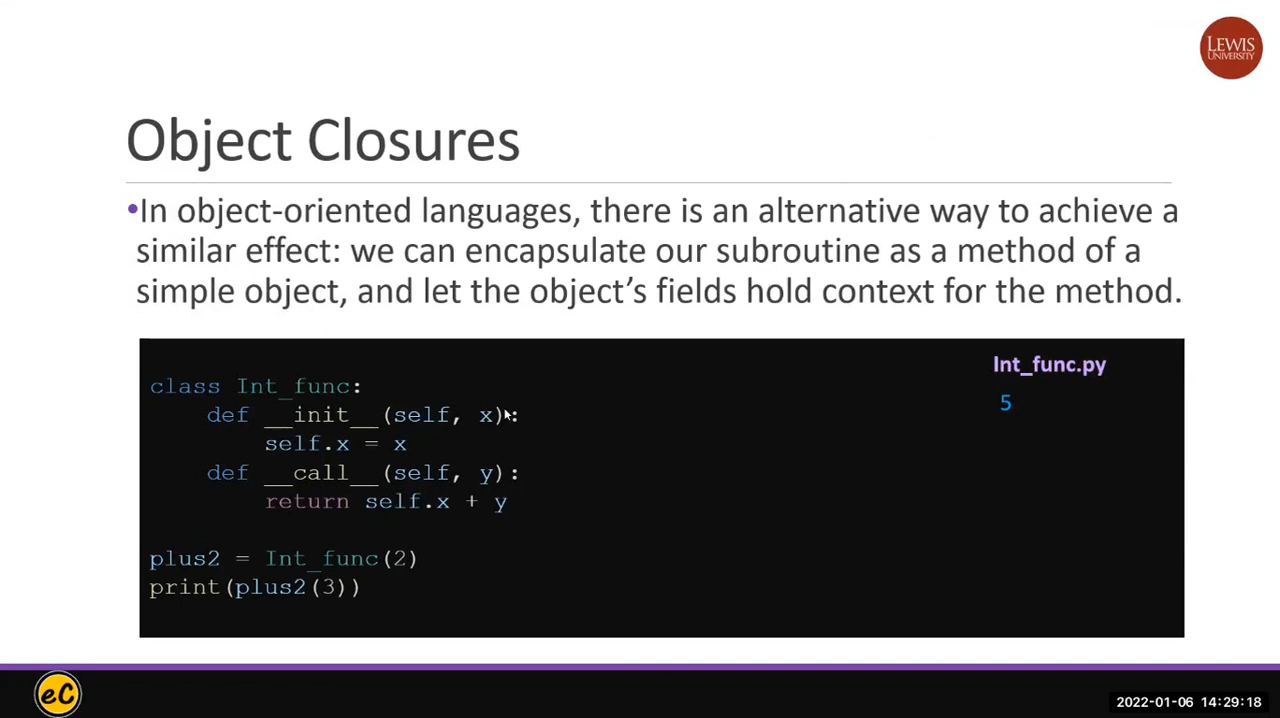 LEWIS
UNIVERSITY
Object Closures
•In object-oriented languages, there is an alternative way to achieve a
similar effect: we can encapsulate our subroutine as a method of a
simple object, and let the object’s fields hold context for the method.
Int_func.py
5
class Int_func:
    def __init__(self, x):
        self.x = x
    def __call__(self, y):
        return self.x + y

plus2 = Int_func(2)
print(plus2(3))
eC
2022-01-06 14:29:18